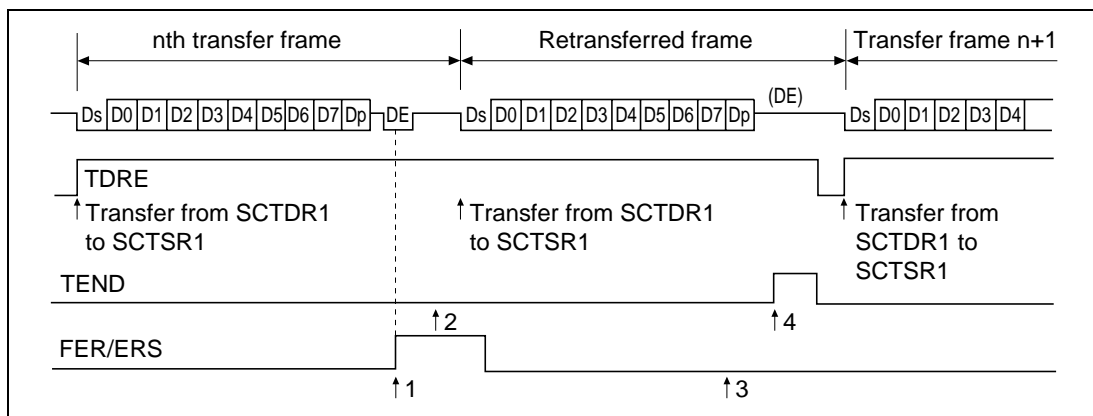 nth transfer frame
Retransferred frame
Transfer frame n+1
Ds D0 D1 D2 D3 D4 D5 D6 D7 Dp DE
Ds D0 D1 D2 D3 D4 D5 D6 D7 Dp
(DE)
Ds D0 D1 D2 D3 D4
TDRE
Transfer from SCTDR1
to SCTSR1
Transfer from SCTDR1
to SCTSR1
Transfer from
SCTDR1 to
SCTSR1
TEND
2
4
FER/ERS
1
3